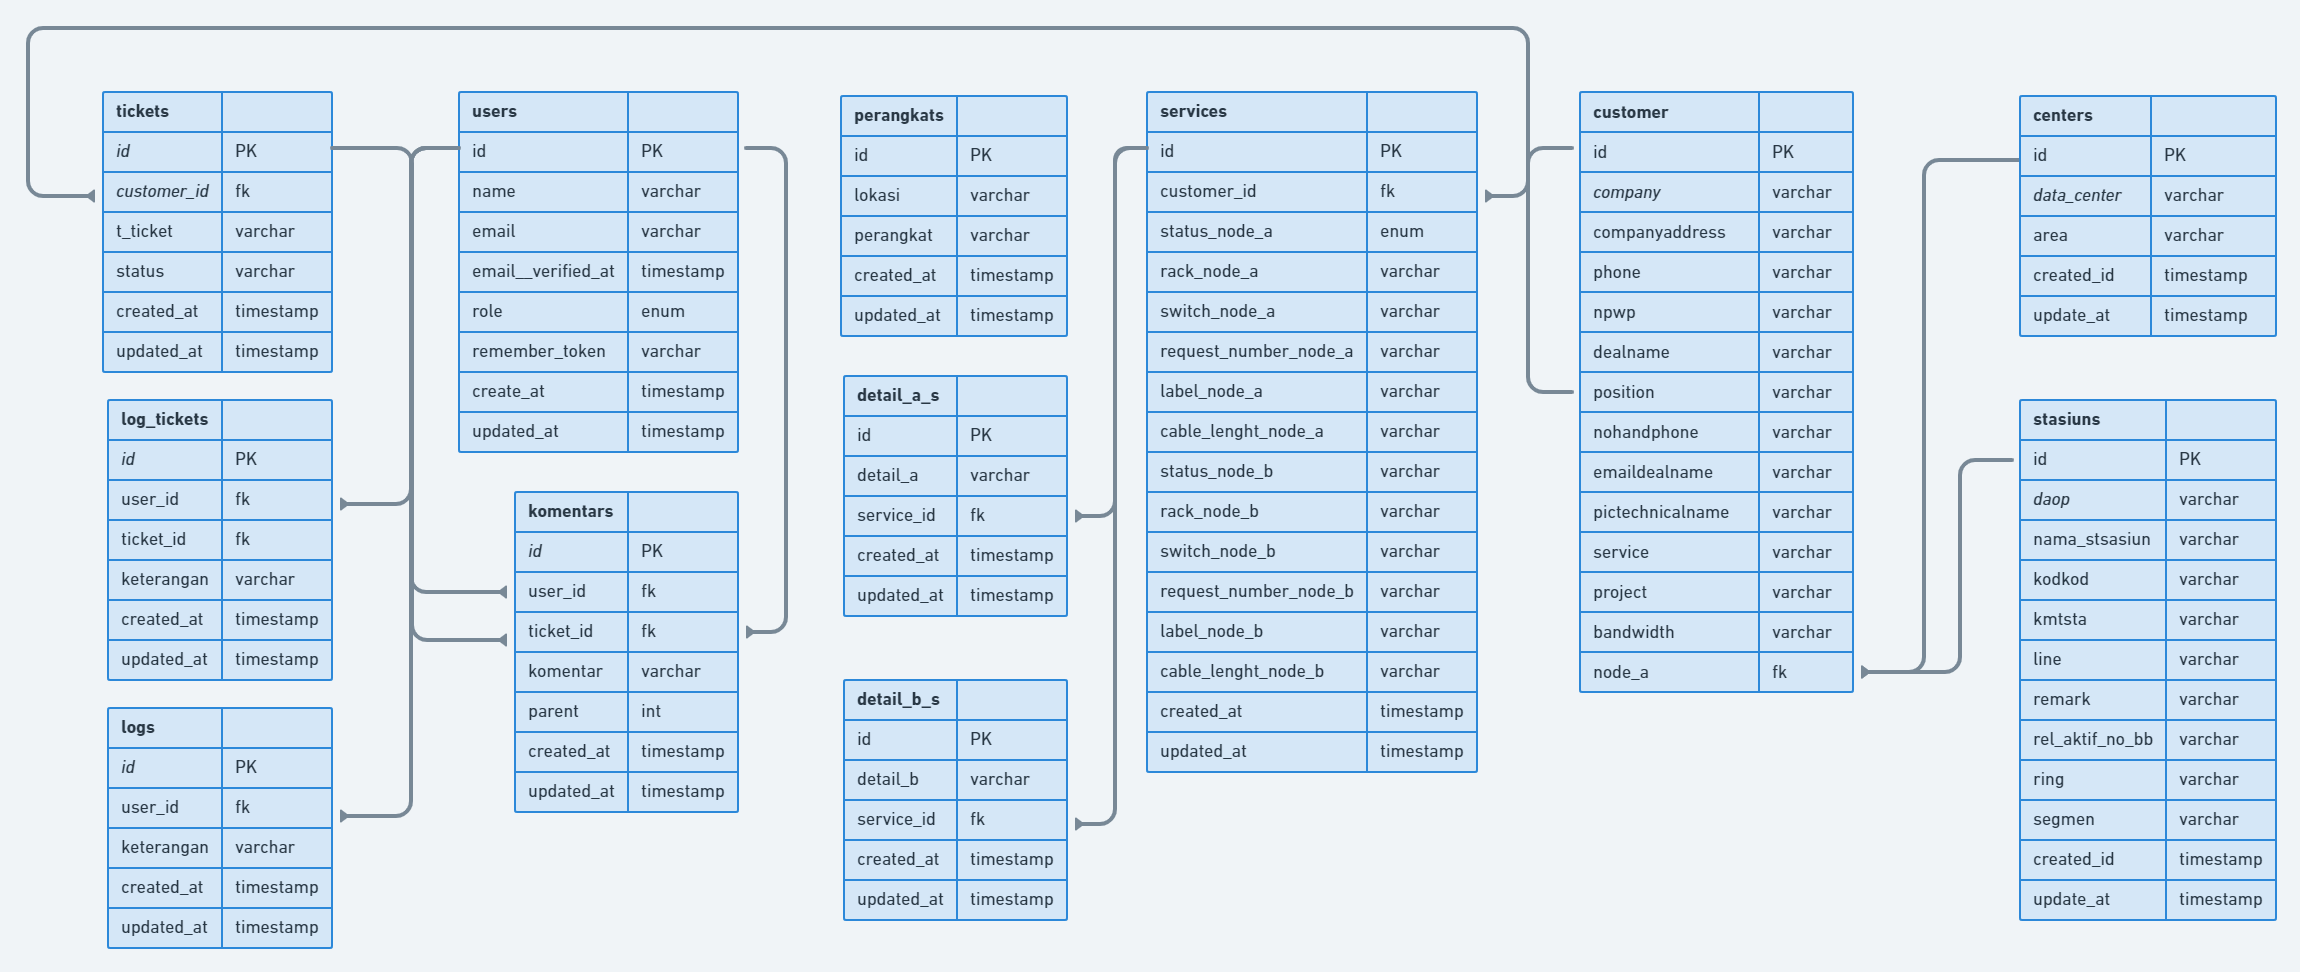 tickets
id PK
customer_id fk
t_ticket varchar
status varchar
created_at timestamp
updated_at timestamp
log_tickets
id PK
user_id fk
ticket_id fk
keterangan varchar
created_at timestamp
updated_at timestamp
logs
id PK
user_id fk
keterangan varchar
created_at timestamp
updated_at timestamp
users
id PK
name varchar
email varchar
email__verified_at timestamp
role enum
remember_token varchar
create_at timestamp
updated_at timestamp
komentars
id PK
user_id fk
ticket_id fk
komentar varchar
parent int
created_at timestamp
updated_at timestamp
perangkats
id PK
lokasi varchar
perangkat varchar
created_at timestamp
updated_at timestamp
detail_a_s
id PK
detail_a varchar
service_id fk
created_at timestamp
updated_at timestamp
detail_b_s
id PK
detail_b varchar
service_id fk
created_at timestamp
updated_at timestamp
services
id PK
customer_id fk
status_node_a enum
rack_node_a varchar
switch_node_a varchar
request_number_node_a varchar
label_node_a varchar
cable_lenght_node_a varchar
status_node_b varchar
rack_node_b varchar
switch_node_b varchar
request_number_node_b varchar
label_node_b varchar
cable_lenght_node_b varchar
created_at timestamp
updated_at timestamp
customer
id PK
company varchar
companyaddress varchar
phone varchar
npwp varchar
dealname varchar
position varchar
nohandphone varchar
emaildealname varchar
pictechnicalname varchar
service varchar
project varchar
bandwidth varchar
node_a fk
centers
id PK
data_center varchar
area varchar
created_id timestamp
update_at timestamp
stasiuns
id PK
daop varchar
nama_stsasiun varchar
kodkod varchar
kmtsta varchar
line varchar
remark varchar
rel_aktif_no_bb varchar
ring varchar
segmen varchar
created_id timestamp
update_at timestamp